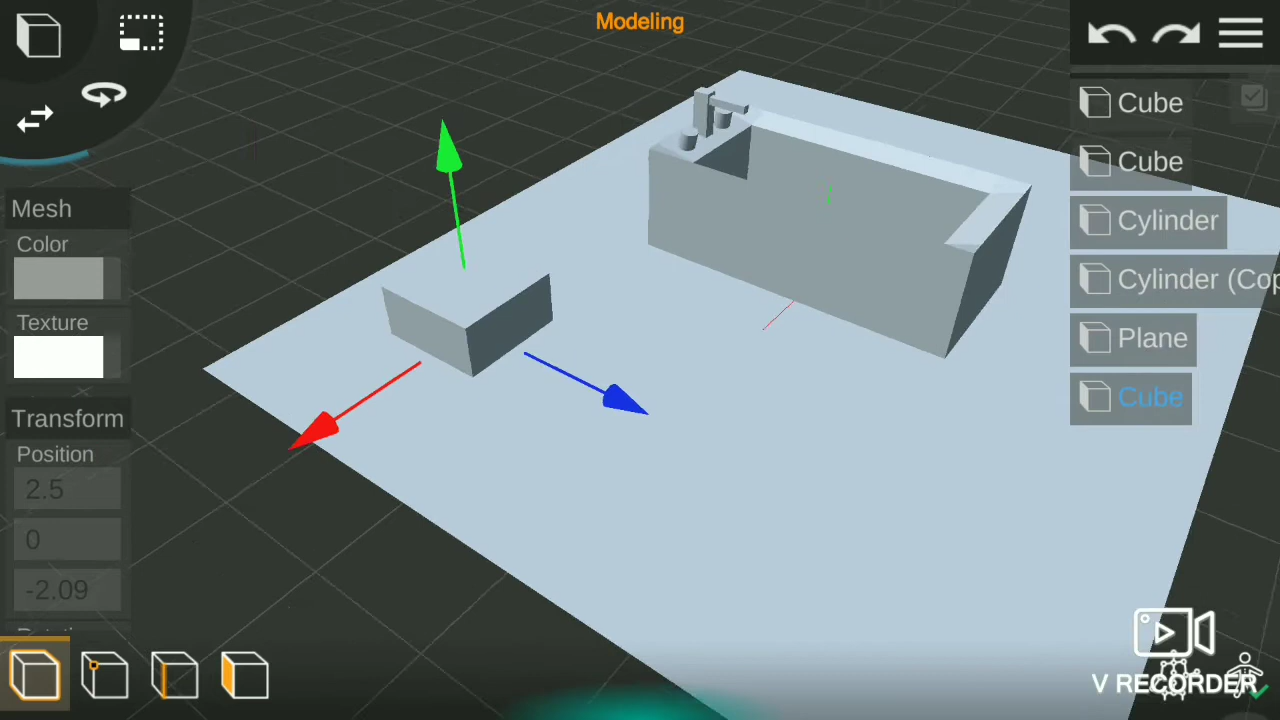 Modeling
Mesh
Color
Texture
Transform
Position
2.5
0
-2.09
Cube
Cube
Cylinder
Cylinder (Cop
Plane
Cube
V RECORDER